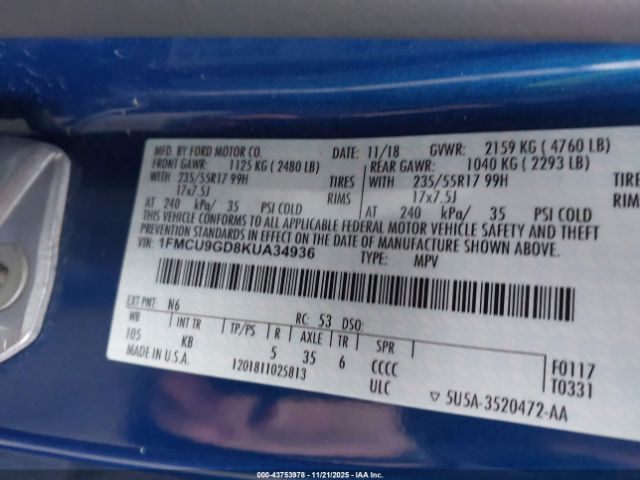 MFD. BY FORD MOTOR CO. DATE: 11/18 GVWR: 2159 KG ( 4760 LB)
FRONT GAWR: 1125 KG ( 2480 LB) REAR GAWR: 1040 KG ( 2293 LB)
WITH 235/55R17 99H TIRES WITH 235/55R17 99H TIRES
17x7.5J RIMS 17x7.5J
AT 240 kPa/ 35 PSI COLD AT 240 kPa/ 35 PSI COLD
THIS VEHICLE CONFORMS TO ALL APPLICABLE FEDERAL MOTOR VEHICLE SAFETY AND THEFT
PREVENTION STANDARDS IN EFFECT ON THE DATE OF MANUFACTURE SHOWN ABOVE.
VIN: 1FMCU9GD8KUA34936 TYPE: MPV
EXT PNT: N6 RC: 53 DSO:
WB INT TR TP/PS R AXLE TR SPR
105 KB 5 35 6 CCCC F0117
MADE IN U.S.A. 1201811025813 ULC T0331
▽ 5U5A-3520472-AA
© STOCK#: 43753978 - 11/21/2025 - IAA Inc.